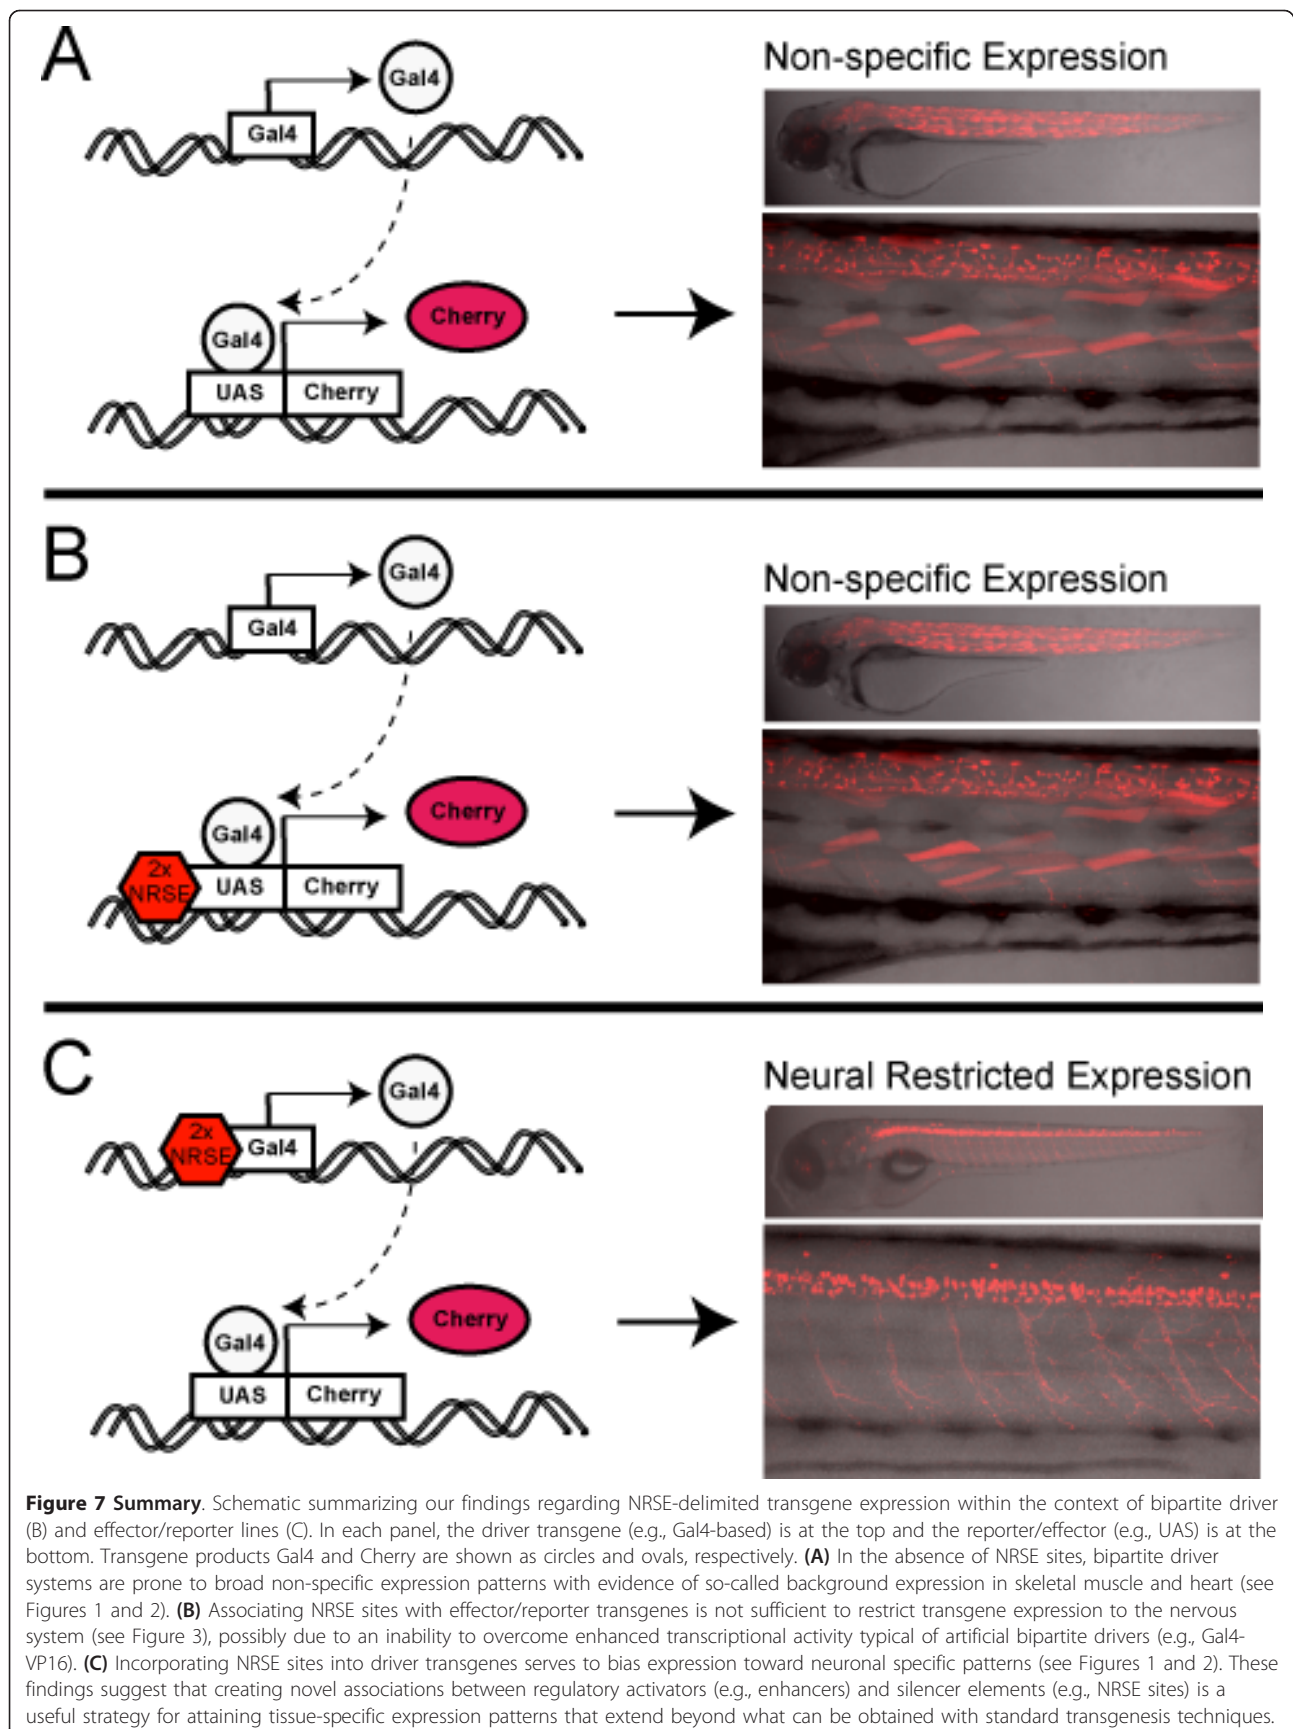 A
Gal4
Gal4
Non-specific Expression
Gal4
Cherry
UAS
Cherry
B
Gal4
Gal4
Non-specific Expression
Gal4
Cherry
2x
NRSE
UAS
Cherry
C
Gal4
2x
NRSE
Gal4
Neural Restricted Expression
Gal4
Cherry
UAS
Cherry
Figure 7 Summary. Schematic summarizing our findings regarding NRSE-delimited transgene expression within the context of bipartite driver
(B) and effector/reporter lines (C). In each panel, the driver transgene (e.g., Gal4-based) is at the top and the reporter/effector (e.g., UAS) is at the
bottom. Transgene products Gal4 and Cherry are shown as circles and ovals, respectively. (A) In the absence of NRSE sites, bipartite driver
systems are prone to broad non-specific expression patterns with evidence of so-called background expression in skeletal muscle and heart (see
Figures 1 and 2). (B) Associating NRSE sites with effector/reporter transgenes is not sufficient to restrict transgene expression to the nervous
system (see Figure 3), possibly due to an inability to overcome enhanced transcriptional activity typical of artificial bipartite drivers (e.g., Gal4-
VP16). (C) Incorporating NRSE sites into driver transgenes serves to bias expression toward neuronal specific patterns (see Figures 1 and 2). These
findings suggest that creating novel associations between regulatory activators (e.g., enhancers) and silencer elements (e.g., NRSE sites) is a
useful strategy for attaining tissue-specific expression patterns that extend beyond what can be obtained with standard transgenesis techniques.